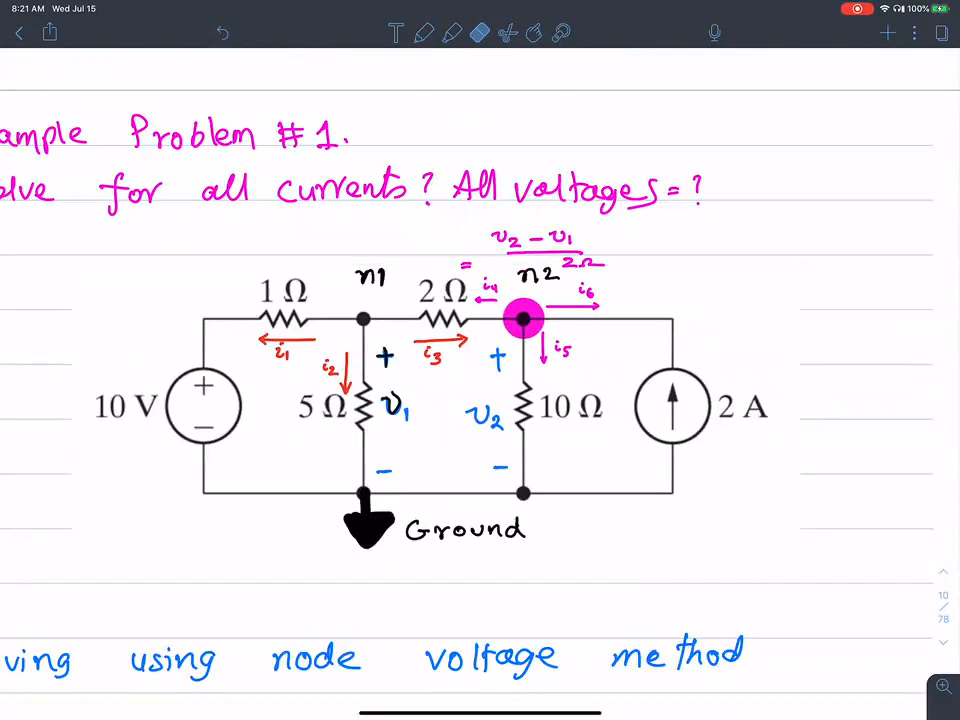 8:21 AM Wed Jul 15
100%
ample Problem # 1.
olve for all currents? All voltages = ?
v2 − v1
= 2Ω
n1
n2
1 Ω
2 Ω
i4
i6
i1
i2
i3
i5
+
+
+
10 V
−
5 Ω
v1
v2
10 Ω
2 A
−
−
Ground
10
/
78
ving using node voltage method